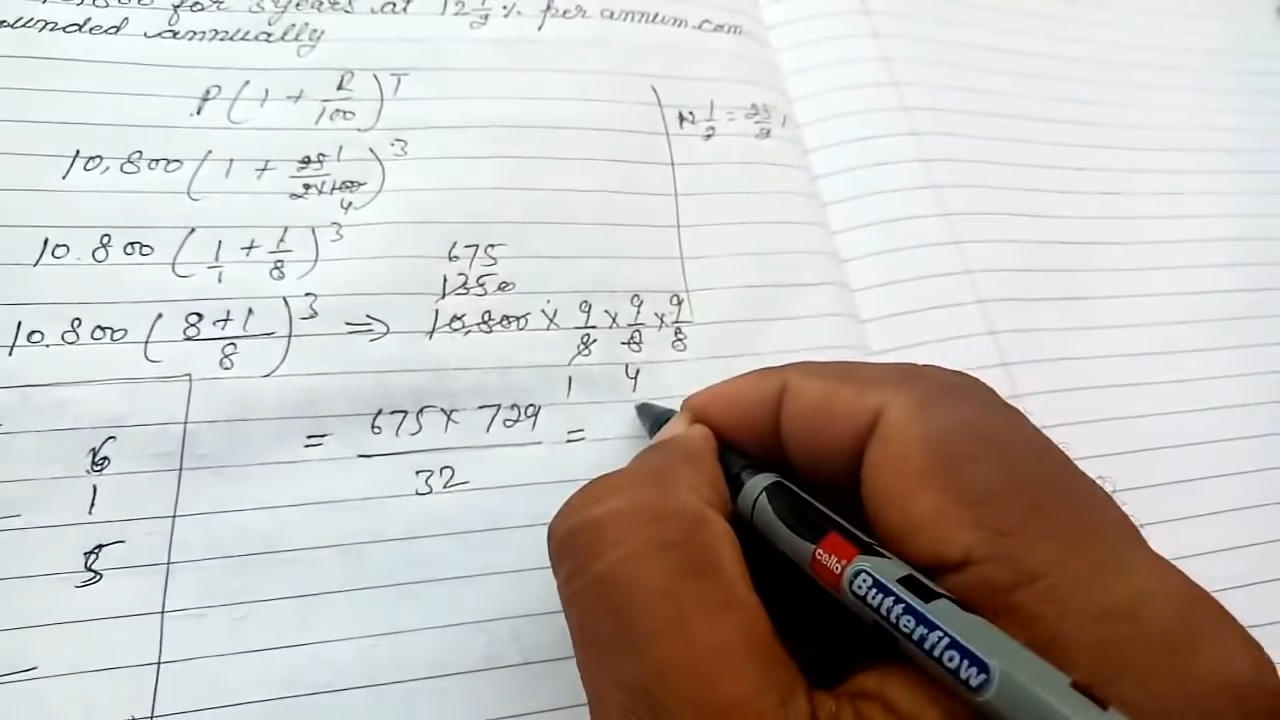 for 3 years at 12 1/2 % per annum. com
ounded annually
P(1 + R/100)^T
N 1/2 = 25/2
10,800 (1 + 25/2×100)^3
1
4
10.800 (1/1 + 1/8)^3
675
1350
10.800 (8+1/8)^3 ⇒ 10,800 × 9/8 × 9/8 × 9/8
1 4
= 675 × 729/32 =
6
1
5
cello
Butterflow